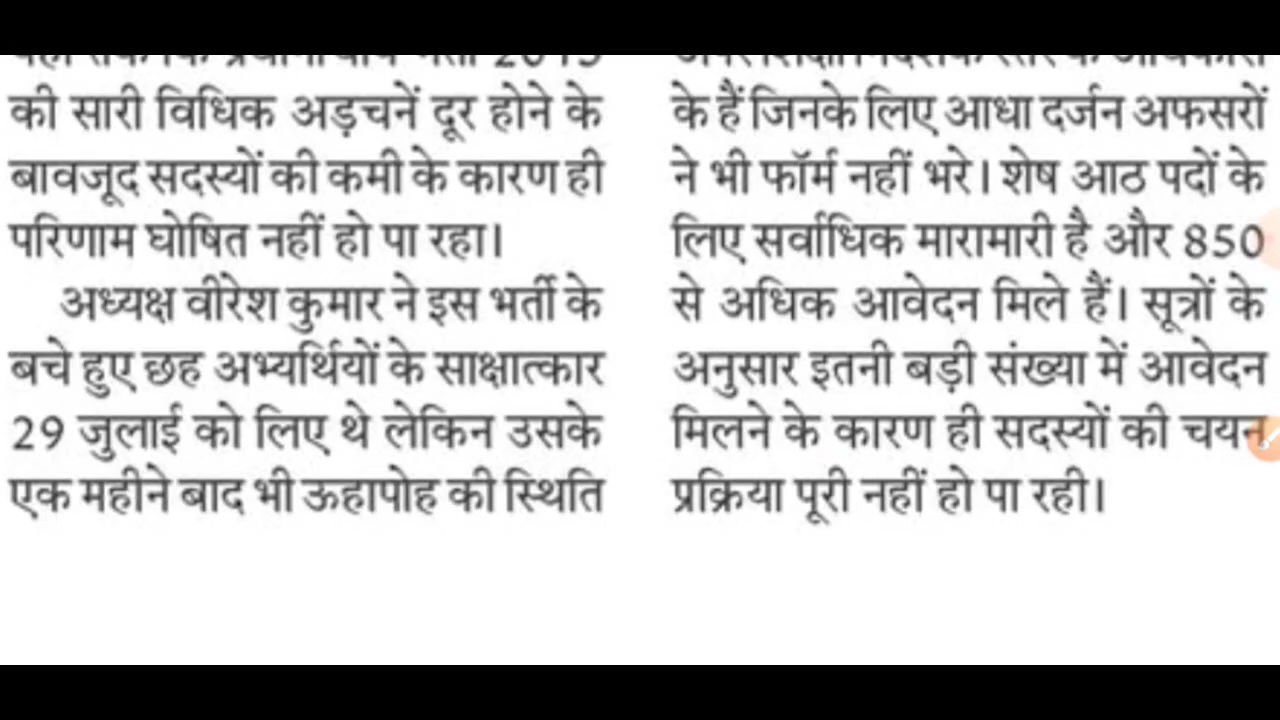 की सारी विधिक अड़चनें दूर होने के
बावजूद सदस्यों की कमी के कारण ही
परिणाम घोषित नहीं हो पा रहा।
अध्यक्ष वीरेश कुमार ने इस भर्ती के
बचे हुए छह अभ्यर्थियों के साक्षात्कार
29 जुलाई को लिए थे लेकिन उसके
एक महीने बाद भी ऊहापोह की स्थिति
के हैं जिनके लिए आधा दर्जन अफसरों
ने भी फॉर्म नहीं भरे। शेष आठ पदों के
लिए सर्वाधिक मारामारी है और 850
से अधिक आवेदन मिले हैं। सूत्रों के
अनुसार इतनी बड़ी संख्या में आवेदन
मिलने के कारण ही सदस्यों की चयन
प्रक्रिया पूरी नहीं हो पा रही।